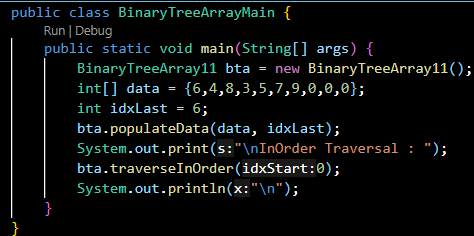 public class BinaryTreeArrayMain {
Run | Debug
public static void main(String[] args) {
BinaryTreeArray11 bta = new BinaryTreeArray11();
int[] data = {6,4,8,3,5,7,9,0,0,0};
int idxLast = 6;
bta.populateData(data, idxLast);
System.out.print(s:"\nInOrder Traversal : ");
bta.traverseInOrder(idxStart:0);
System.out.println(x:"\n");
}
}